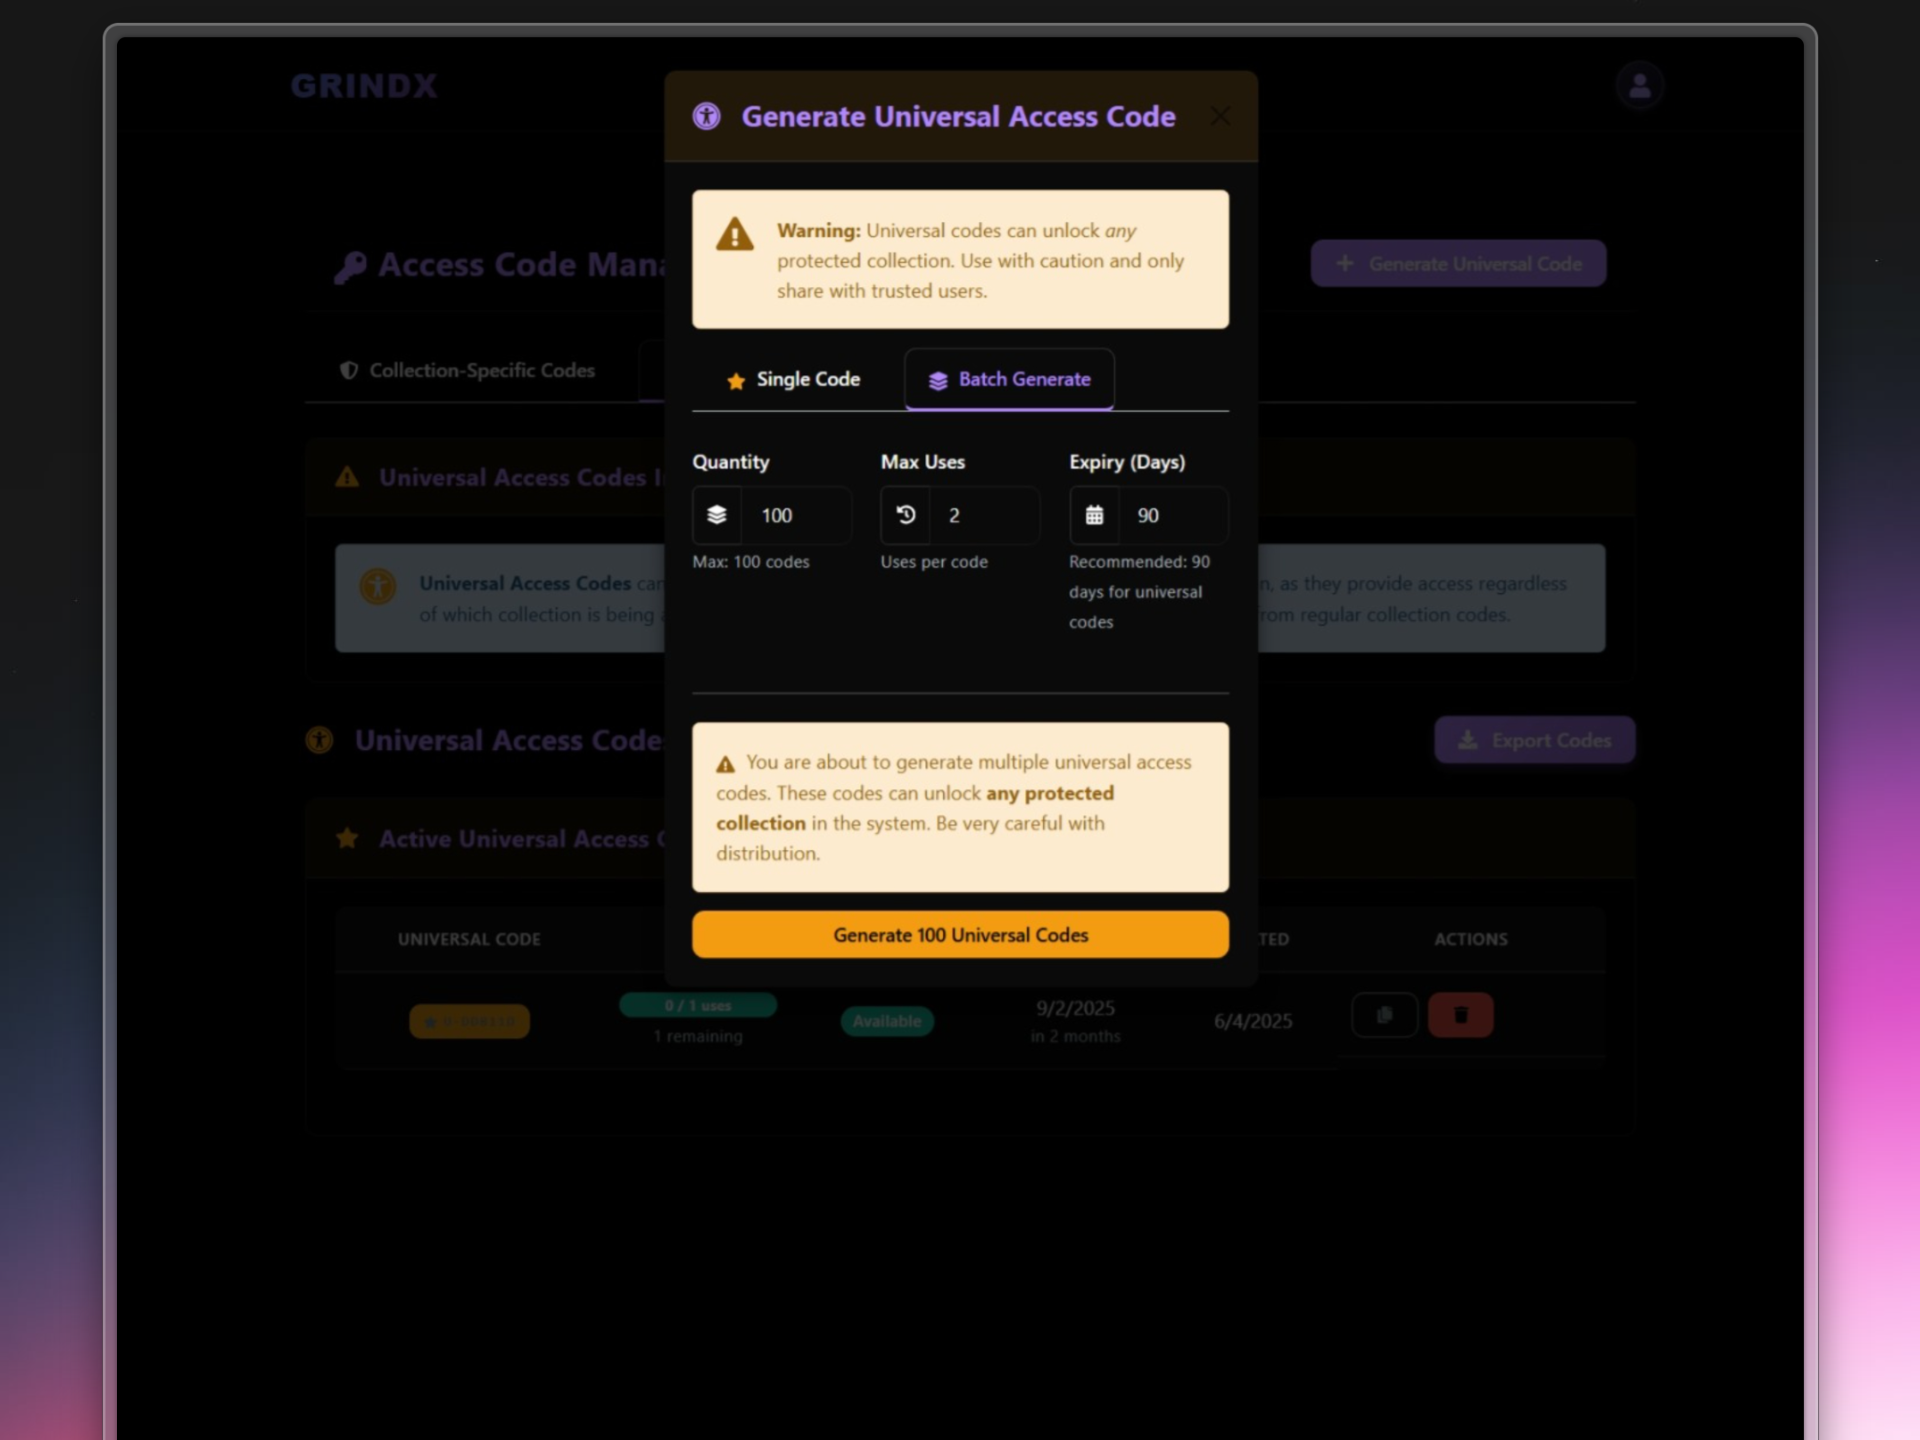 GRINDX
Generate Universal Access Code
Warning: Universal codes can unlock any
protected collection. Use with caution and only
share with trusted users.
Access Code Mana
Generate Universal Code
Collection-Specific Codes
Single Code
Batch Generate
Quantity
Max Uses
Expiry (Days)
100
2
90
Max: 100 codes
Uses per code
Recommended: 90
days for universal
codes
Universal Access Codes I
Universal Access Codes can
n, as they provide access regardless
of which collection is being
rom regular collection codes.
Universal Access Code
Export Codes
You are about to generate multiple universal access
codes. These codes can unlock any protected
collection in the system. Be very careful with
distribution.
Generate 100 Universal Codes
Active Universal Access
UNIVERSAL CODE
TED
ACTIONS
0 / 1 uses
1 remaining
Available
9/2/2025
in 2 months
6/4/2025